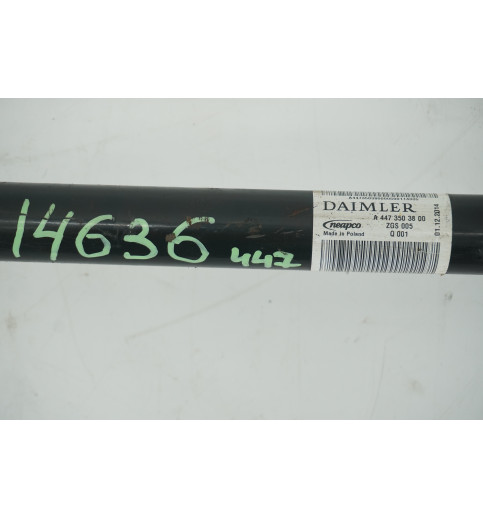 14636 447
DAIMLER
A 447 350 38 00
neapco ZGS 005
Made in Poland Q 001
01.12.2014